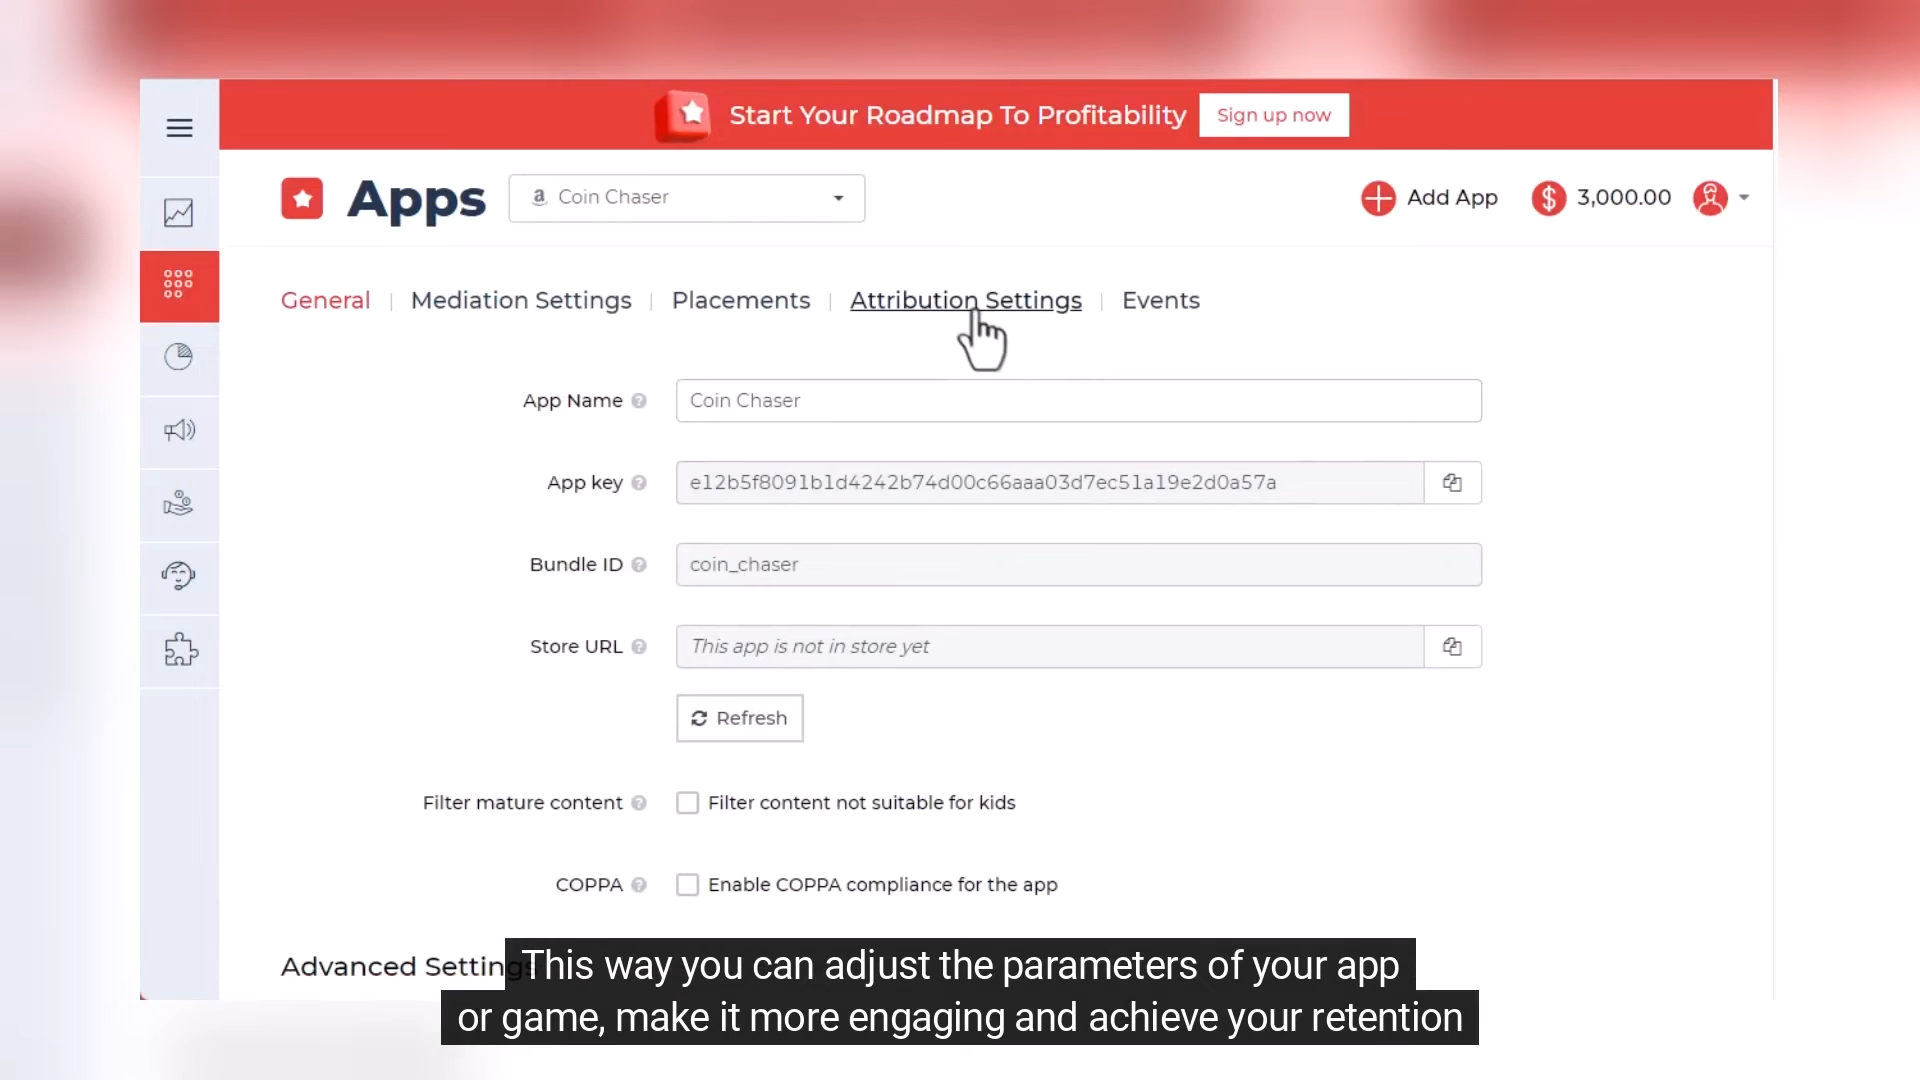 Start Your Roadmap To Profitability
Sign up now
Apps
a Coin Chaser
Add App
$ 3,000.00
General
Mediation Settings
Placements
Attribution Settings
Events
App Name ?
Coin Chaser
App key ?
e12b5f8091b1d4242b74d00c66aaa03d7ec51a19e2d0a57a
Bundle ID ?
coin_chaser
Store URL ?
This app is not in store yet
Refresh
Filter mature content ?
Filter content not suitable for kids
COPPA ?
Enable COPPA compliance for the app
Advanced Settings
This way you can adjust the parameters of your app
or game, make it more engaging and achieve your retention